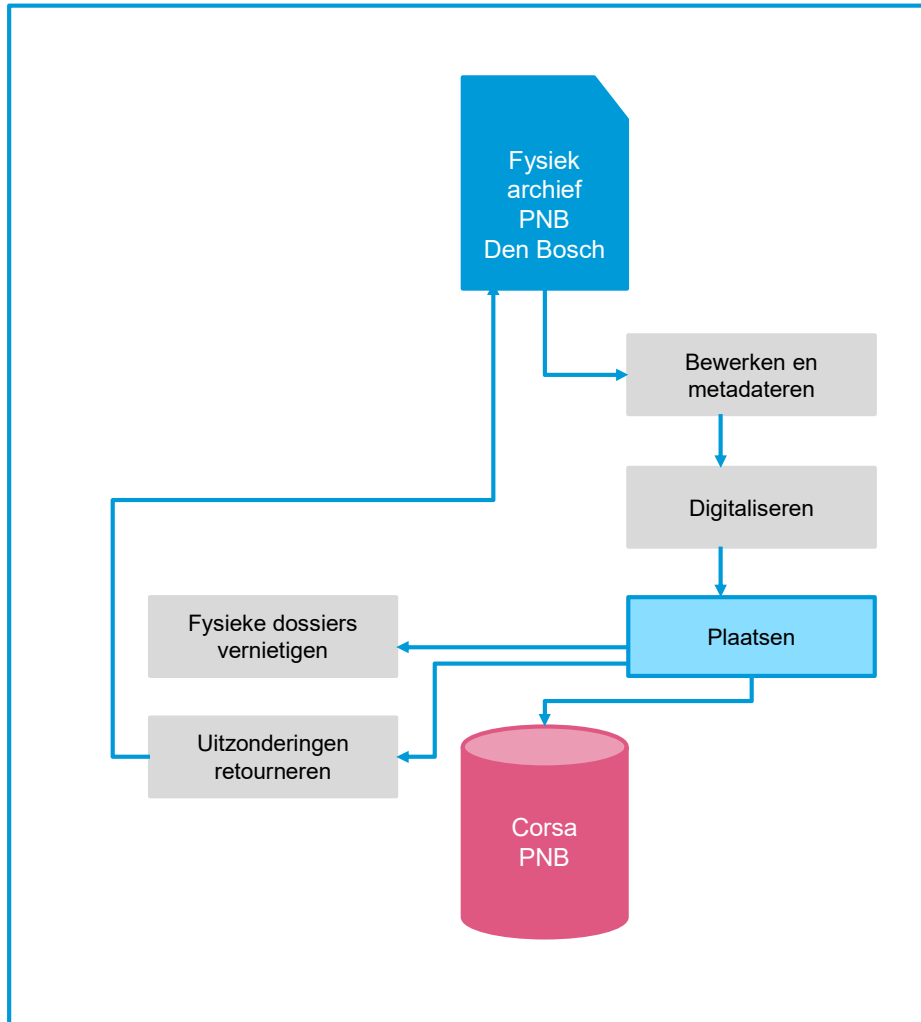 Fysiek
archief
PNB
Den Bosch
Bewerken en
metadateren
Digitaliseren
Plaatsen
Fysieke dossiers
vernietigen
Uitzonderingen
retourneren
Corsa
PNB